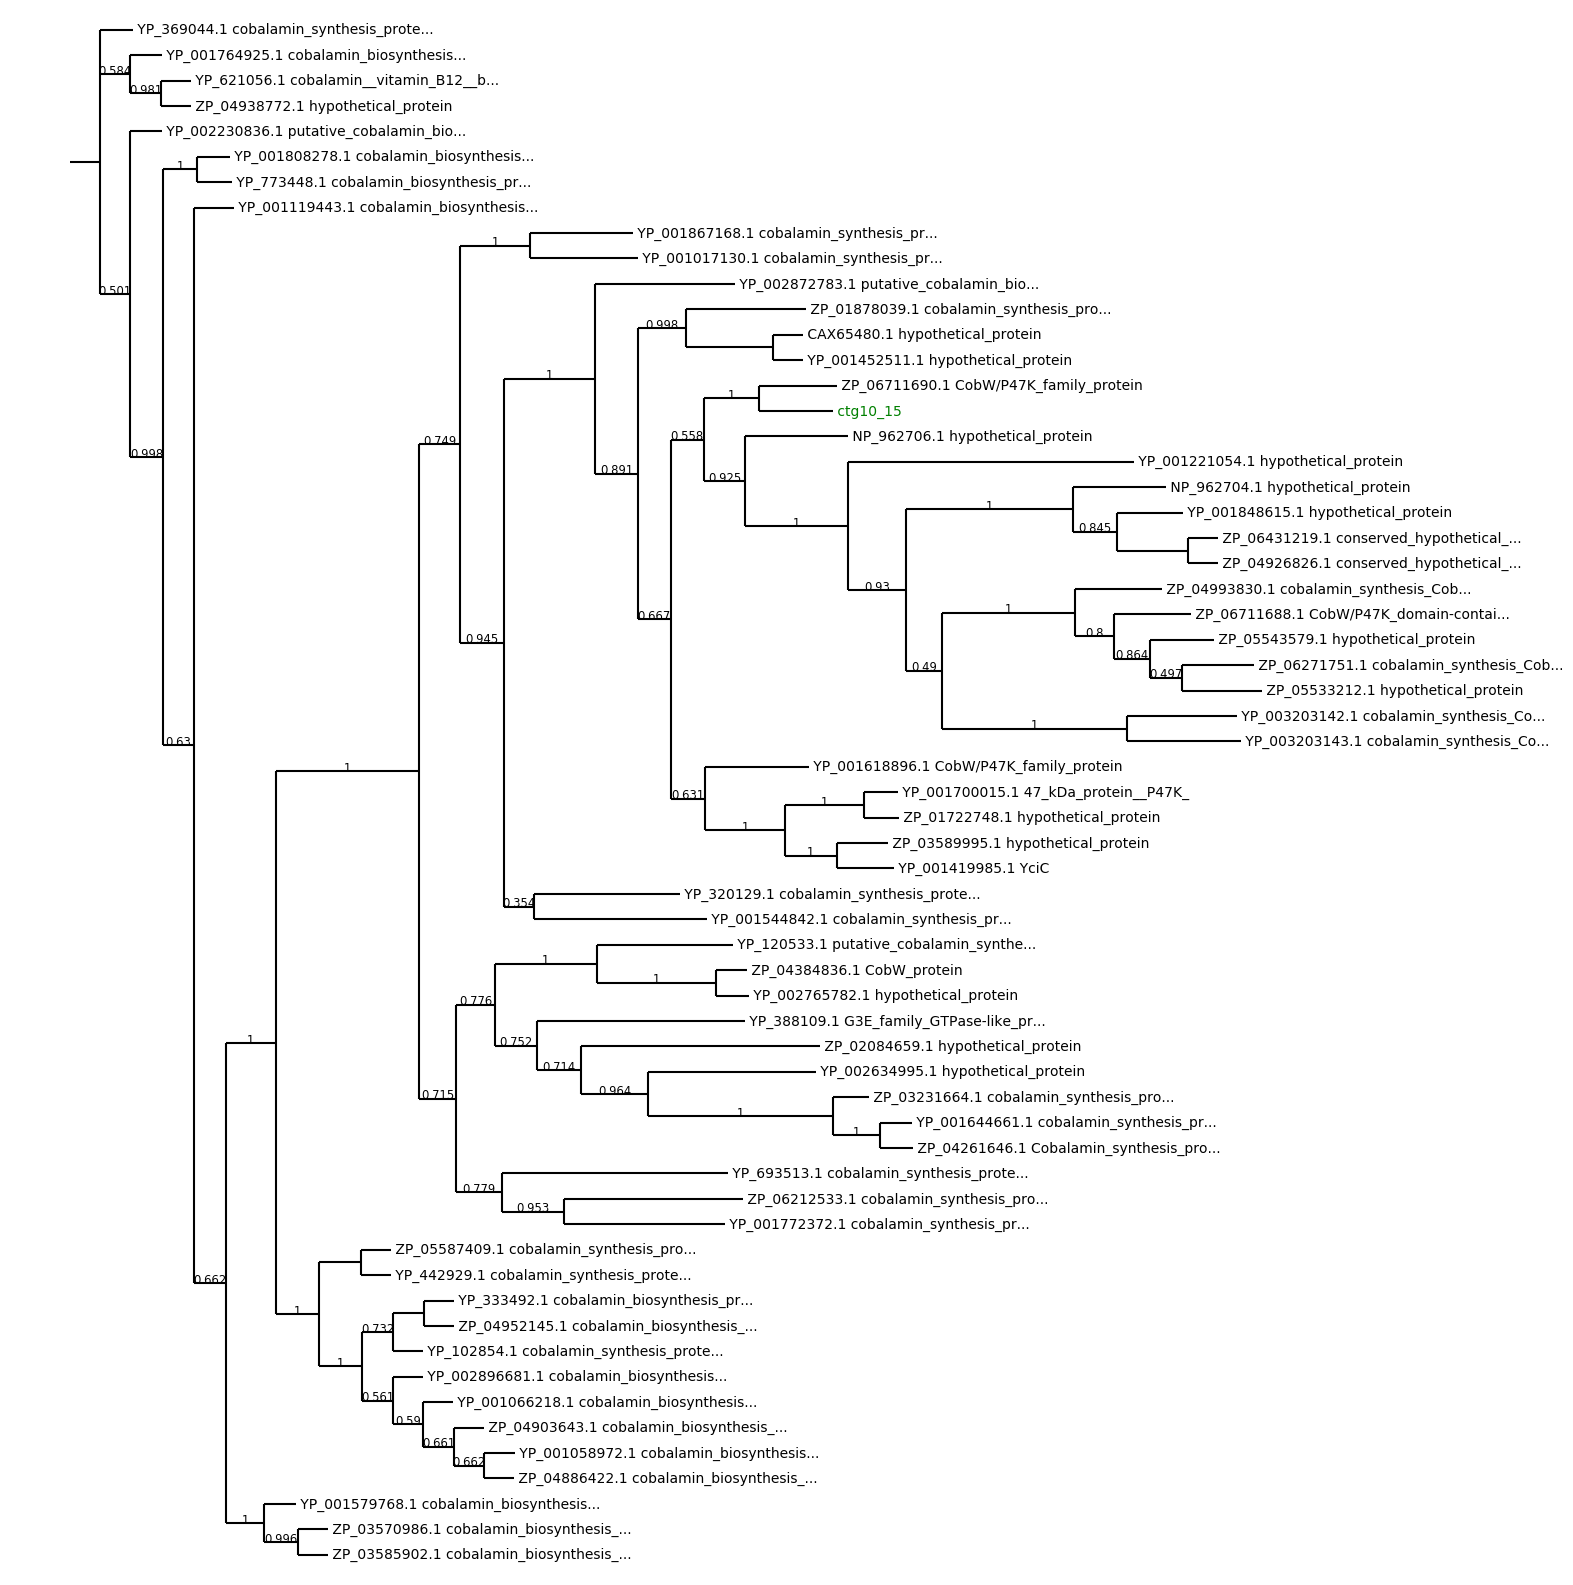 YP_369044.1 cobalamin_synthesis_prote...
YP_001764925.1 cobalamin_biosynthesis...
0.584
YP_621056.1 cobalamin__vitamin_B12__b...
0.981
ZP_04938772.1 hypothetical_protein
YP_002230836.1 putative_cobalamin_bio...
YP_001808278.1 cobalamin_biosynthesis...
1
YP_773448.1 cobalamin_biosynthesis_pr...
YP_001119443.1 cobalamin_biosynthesis...
YP_001867168.1 cobalamin_synthesis_pr...
1
YP_001017130.1 cobalamin_synthesis_pr...
YP_002872783.1 putative_cobalamin_bio...
0.501
ZP_01878039.1 cobalamin_synthesis_pro...
0.998
CAX65480.1 hypothetical_protein
YP_001452511.1 hypothetical_protein
1
ZP_06711690.1 CobW/P47K_family_protein
1
ctg10_15
NP_962706.1 hypothetical_protein
0.558
0.749
0.998
YP_001221054.1 hypothetical_protein
0.891
0.925
NP_962704.1 hypothetical_protein
1
YP_001848615.1 hypothetical_protein
1
0.845
ZP_06431219.1 conserved_hypothetical_...
ZP_04926826.1 conserved_hypothetical_...
0.93
ZP_04993830.1 cobalamin_synthesis_Cob...
1
ZP_06711688.1 CobW/P47K_domain-contai...
0.667
0.8
0.945
ZP_05543579.1 hypothetical_protein
0.864
0.49
ZP_06271751.1 cobalamin_synthesis_Cob...
0.497
ZP_05533212.1 hypothetical_protein
YP_003203142.1 cobalamin_synthesis_Co...
1
0.63
YP_003203143.1 cobalamin_synthesis_Co...
1
YP_001618896.1 CobW/P47K_family_protein
YP_001700015.1 47_kDa_protein__P47K_
0.631
1
ZP_01722748.1 hypothetical_protein
1
ZP_03589995.1 hypothetical_protein
1
YP_001419985.1 YciC
YP_320129.1 cobalamin_synthesis_prote...
0.354
YP_001544842.1 cobalamin_synthesis_pr...
YP_120533.1 putative_cobalamin_synthe...
1
ZP_04384836.1 CobW_protein
1
YP_002765782.1 hypothetical_protein
0.776
YP_388109.1 G3E_family_GTPase-like_pr...
1
0.752
ZP_02084659.1 hypothetical_protein
0.714
YP_002634995.1 hypothetical_protein
0.964
0.715
ZP_03231664.1 cobalamin_synthesis_pro...
1
YP_001644661.1 cobalamin_synthesis_pr...
1
ZP_04261646.1 Cobalamin_synthesis_pro...
YP_693513.1 cobalamin_synthesis_prote...
0.779
ZP_06212533.1 cobalamin_synthesis_pro...
0.953
YP_001772372.1 cobalamin_synthesis_pr...
ZP_05587409.1 cobalamin_synthesis_pro...
YP_442929.1 cobalamin_synthesis_prote...
0.662
YP_333492.1 cobalamin_biosynthesis_pr...
1
ZP_04952145.1 cobalamin_biosynthesis_...
0.732
YP_102854.1 cobalamin_synthesis_prote...
1
YP_002896681.1 cobalamin_biosynthesis...
0.561
YP_001066218.1 cobalamin_biosynthesis...
0.59
ZP_04903643.1 cobalamin_biosynthesis_...
0.661
YP_001058972.1 cobalamin_biosynthesis...
0.662
ZP_04886422.1 cobalamin_biosynthesis_...
YP_001579768.1 cobalamin_biosynthesis...
1
ZP_03570986.1 cobalamin_biosynthesis_...
0.996
ZP_03585902.1 cobalamin_biosynthesis_...